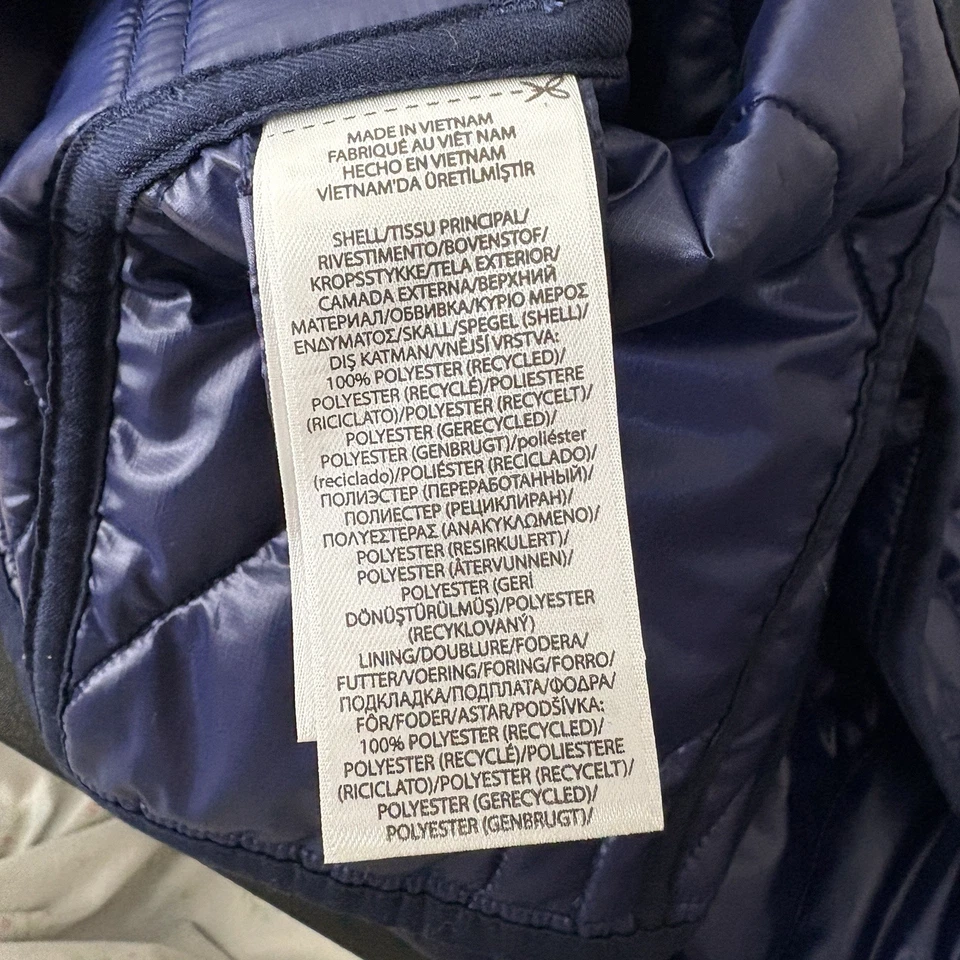 MADE IN VIETNAM
FABRIQUÉ AU VIÊT NAM
HECHO EN VIETNAM
VİETNAM'DA ÜRETİLMİŞTİR
SHELL/TISSU PRINCIPAL/
RIVESTIMENTO/BOVENSTOF/
KROPSSTYKKE/TELA EXTERIOR/
CAMADA EXTERNA/ВЕРХНИЙ
МАТЕРИАЛ/ОБВИВКА/ΚΥΡΙΟ ΜΕΡΟΣ
ΕΝΔΥΜΑΤΟΣ/SKALL/SPEGEL (SHELL)/
DIŞ KATMAN/VNĚJŠÍ VRSTVA:
100% POLYESTER (RECYCLED)/
POLYESTER (RECYCLÉ)/POLIESTERE
(RICICLATO)/POLYESTER (RECYCELT)/
POLYESTER (GERECYCLED)/
POLYESTER (GENBRUGT)/poliéster
(reciclado)/POLIÉSTER (RECICLADO)/
ПОЛИЭСТЕР (ПЕРЕРАБОТАННЫЙ)/
ПОЛИЕСТЕР (РЕЦИКЛИРАН)/
ΠΟΛΥΕΣΤΕΡΑΣ (ΑΝΑΚΥΚΛΩΜΕΝΟ)/
POLYESTER (RESIRKULERT)/
POLYESTER (ÅTERVUNNEN)/
POLYESTER (GERİ
DÖNÜŞTÜRÜLMÜŞ)/POLYESTER
(RECYKLOVANÝ)
LINING/DOUBLURE/FODERA/
FUTTER/VOERING/FORING/FORRO/
ПОДКЛАДКА/ПОДПЛАТА/ΦΟΔΡΑ/
FÔR/FODER/ASTAR/PODŠÍVKA:
100% POLYESTER (RECYCLED)/
POLYESTER (RECYCLÉ)/POLIESTERE
(RICICLATO)/POLYESTER (RECYCELT)/
POLYESTER (GERECYCLED)/
POLYESTER (GENBRUGT)/